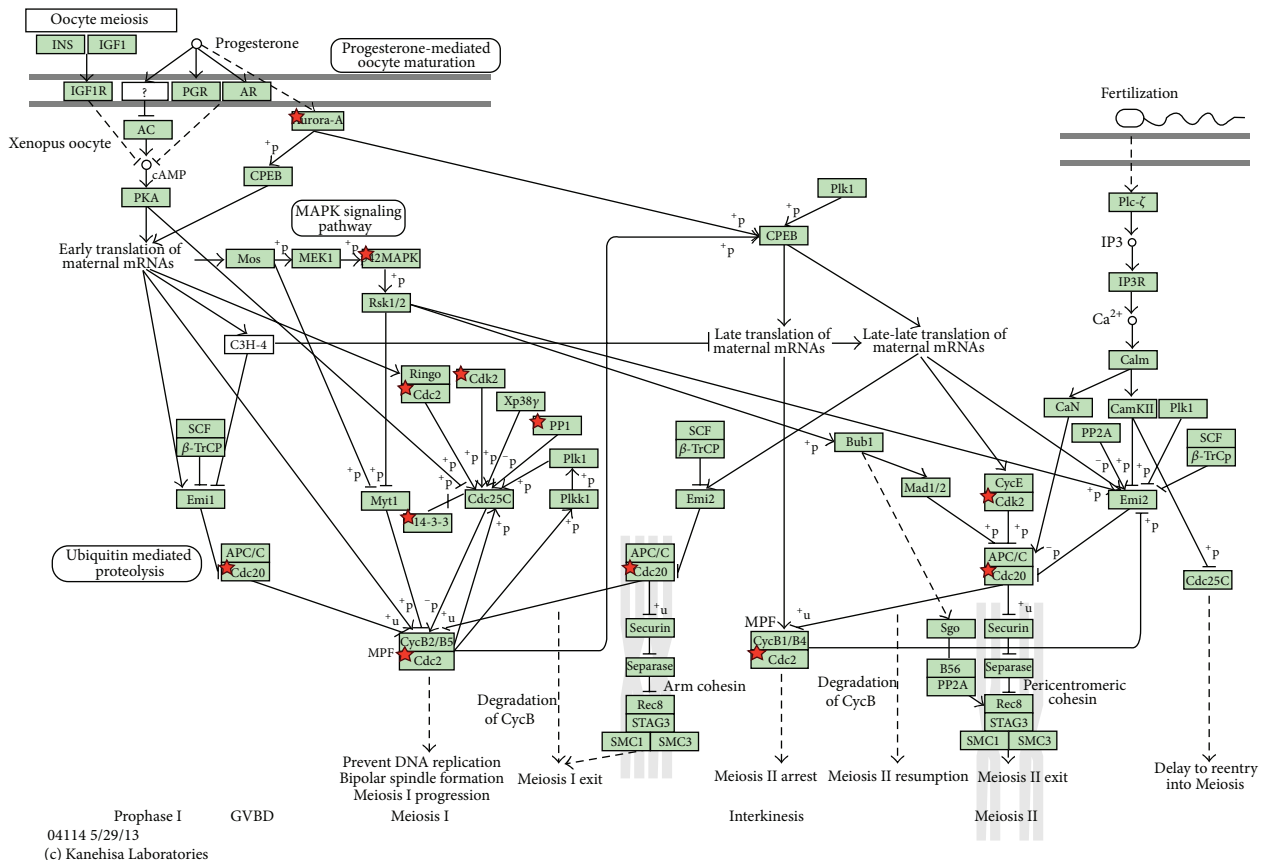 Oocyte meiosis
INS
IGF1
Progesterone
Progesterone-mediated
oocyte maturation
IGF1R
?
PGR
AR
Aurora-A
Fertilization
AC
Xenopus oocyte
+p
cAMP
CPEB
PKA
Plk1
Plc-ζ
MAPK signaling
pathway
+p
+p
CPEB
+p
Early translation of
maternal mRNAs
Mos
+p
MEK1
+p
p42MAPK
IP3
IP3R
+p
Rsk1/2
Ca2+
C3H-4
Late translation of
maternal mRNAs
Late-late translation of
maternal mRNAs
Calm
Ringo
Cdc2
Cdk2
Xp38γ
PP1
CaN
CamKII
Plk1
SCF
β-TrCP
SCF
β-TrCP
+p
Bub1
PP2A
SCF
β-TrCp
Plk1
+p
+p
+p
+p
+p
−p
+p
+p
+p
−p
+p
+p
+p
Emi1
Myt1
Cdc25C
Plkk1
Emi2
Mad1/2
CycE
Cdk2
Emi2
14-3-3
+p
+p
+p
+p
+p
+p
Ubiquitin mediated
proteolysis
APC/C
Cdc20
APC/C
Cdc20
APC/C
Cdc20
−p
Cdc25C
+p
−p
+u
+u
+u
+u
+u
MPF
CycB2/B5
Cdc2
Securin
MPF
CycB1/B4
Cdc2
Sgo
Securin
Separase
B56
PP2A
Separase
Degradation
of CycB
Arm cohesin
Degradation
of CycB
Pericentromeric
cohesin
Rec8
STAG3
SMC1
SMC3
Rec8
STAG3
SMC1
SMC3
Prevent DNA replication
Bipolar spindle formation
Meiosis I progression
Meiosis I exit
Meiosis II arrest
Meiosis II resumption
Meiosis II exit
Delay to reentry
into Meiosis
Prophase I
GVBD
Meiosis I
Interkinesis
Meiosis II
04114 5/29/13
(c) Kanehisa Laboratories